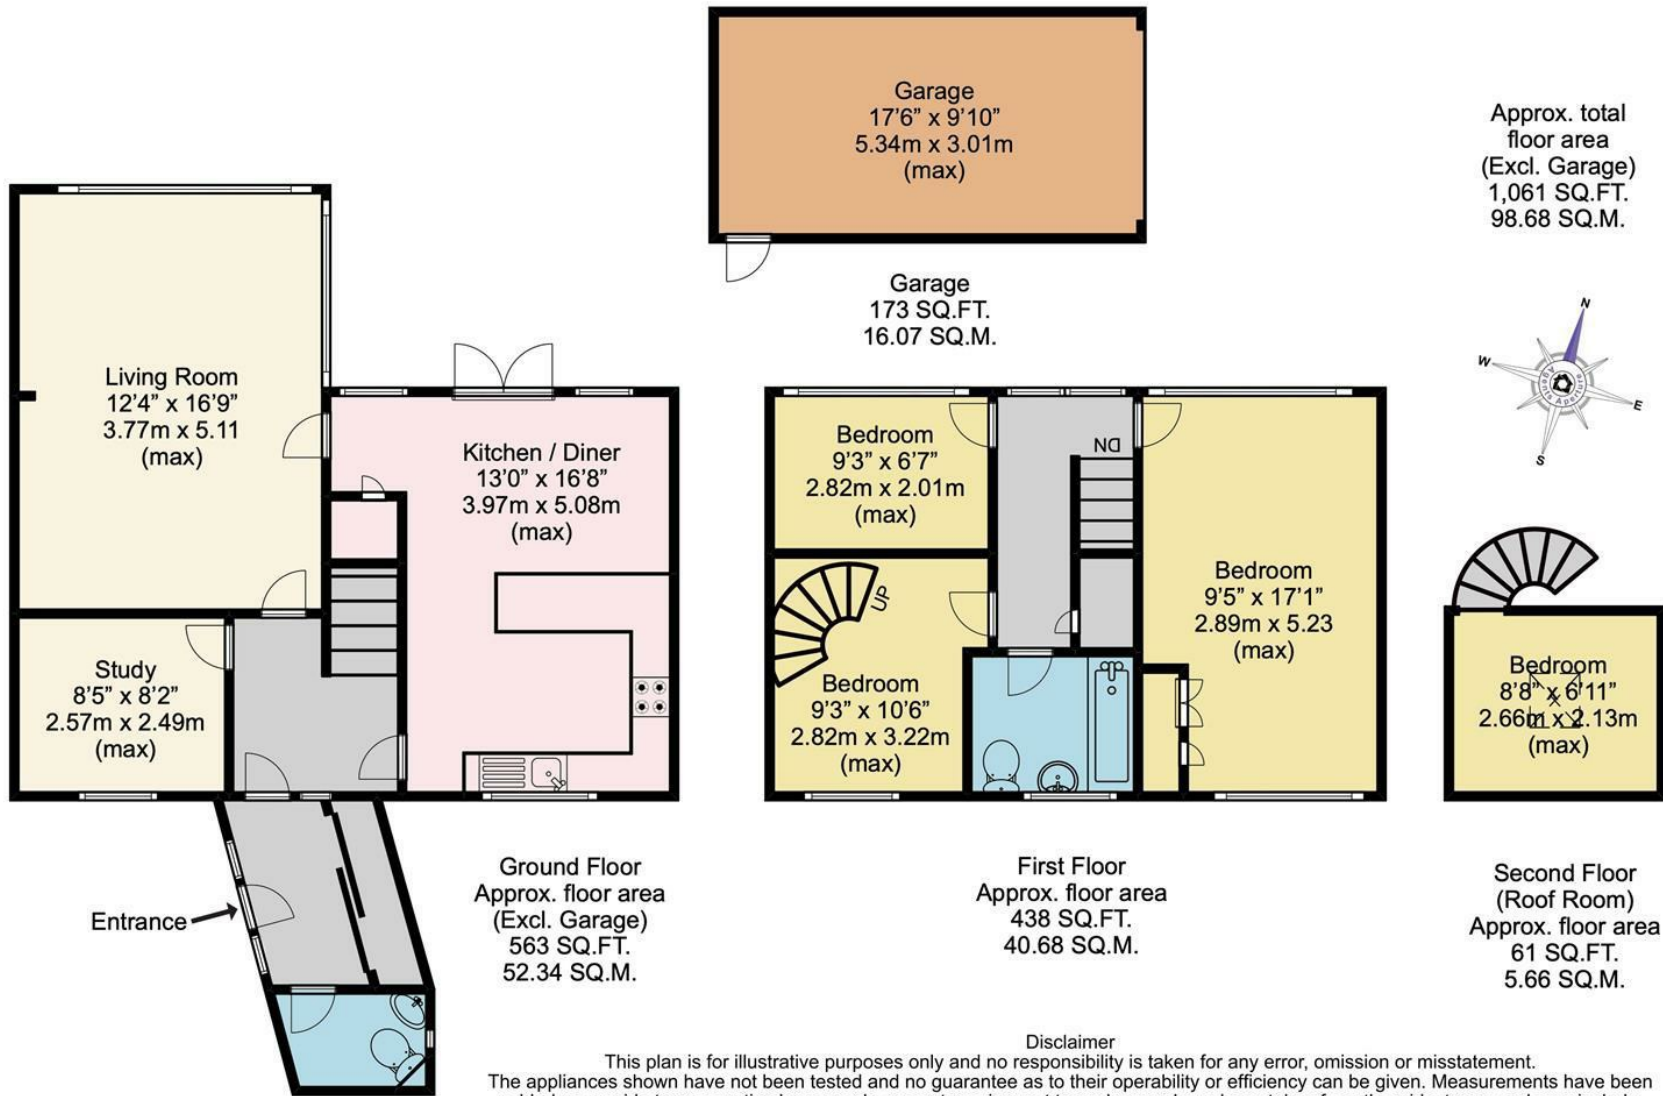 Garage
17'6" x 9'10"
5.34m x 3.01m
(max)
Garage
173 SQ.FT.
16.07 SQ.M.
Approx. total
floor area
(Excl. Garage)
1,061 SQ.FT.
98.68 SQ.M.
N
W
E
S
Agents Aperture
Living Room
12'4" x 16'9"
3.77m x 5.11
(max)
Kitchen / Diner
13'0" x 16'8"
3.97m x 5.08m
(max)
Study
8'5" x 8'2"
2.57m x 2.49m
(max)
Entrance
Ground Floor
Approx. floor area
(Excl. Garage)
563 SQ.FT.
52.34 SQ.M.
Bedroom
9'3" x 6'7"
2.82m x 2.01m
(max)
DN
UP
Bedroom
9'3" x 10'6"
2.82m x 3.22m
(max)
Bedroom
9'5" x 17'1"
2.89m x 5.23
(max)
First Floor
Approx. floor area
438 SQ.FT.
40.68 SQ.M.
Bedroom
8'8" x 6'11"
2.66m x 2.13m
(max)
Second Floor
(Roof Room)
Approx. floor area
61 SQ.FT.
5.66 SQ.M.
Disclaimer
This plan is for illustrative purposes only and no responsibility is taken for any error, omission or misstatement.
The appliances shown have not been tested and no guarantee as to their operability or efficiency can be given. Measurements have been